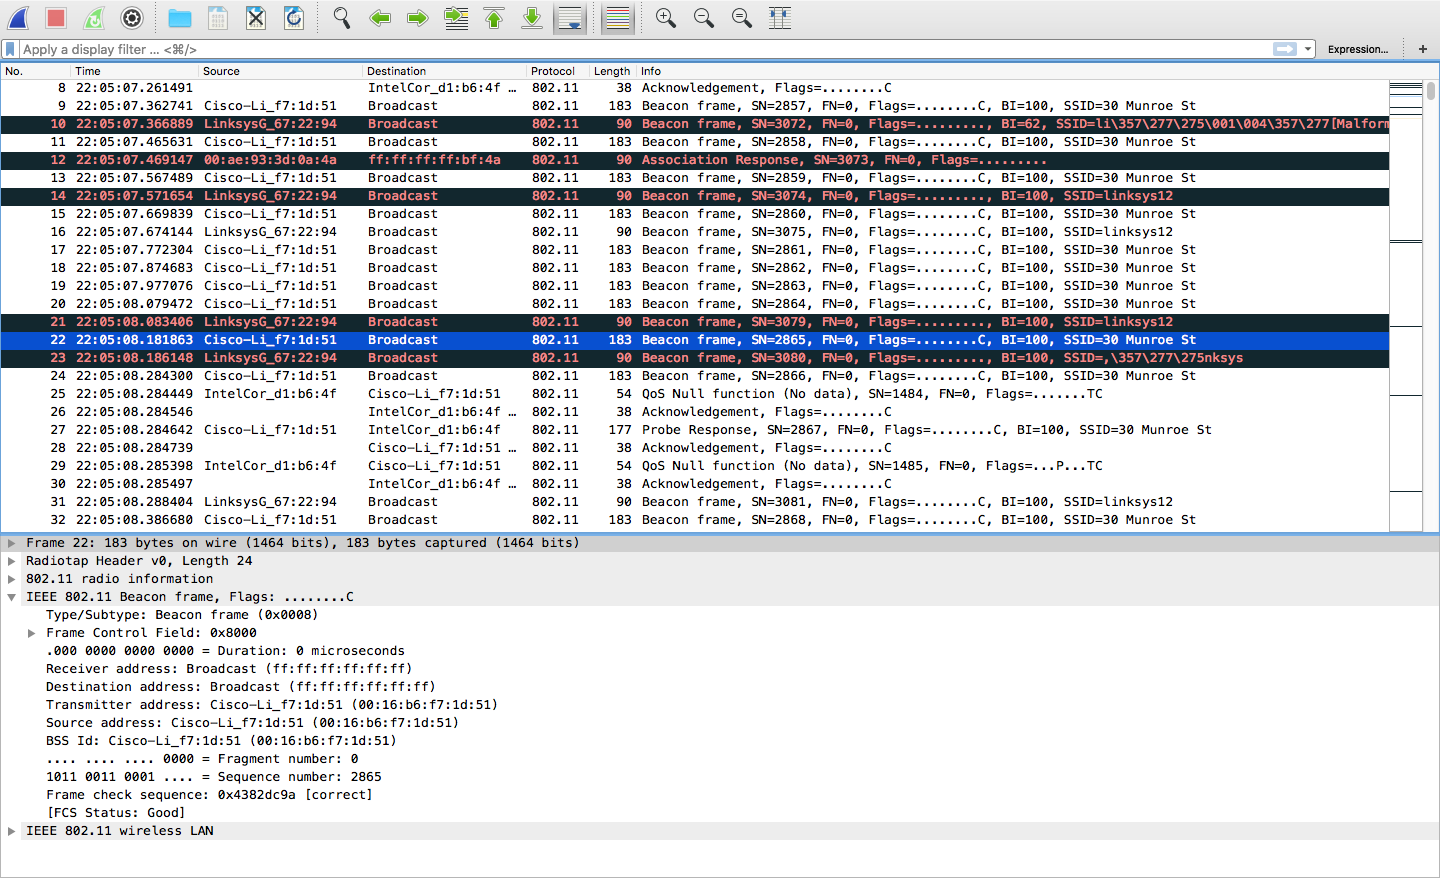 Apply a display filter ... <⌘/>
Expression...
+
No. Time Source Destination Protocol Length Info
8 22:05:07.261491 IntelCor_d1:b6:4f … 802.11 38 Acknowledgement, Flags=........C
9 22:05:07.362741 Cisco-Li_f7:1d:51 Broadcast 802.11 183 Beacon frame, SN=2857, FN=0, Flags=........C, BI=100, SSID=30 Munroe St
10 22:05:07.366889 LinksysG_67:22:94 Broadcast 802.11 90 Beacon frame, SN=3072, FN=0, Flags=........., BI=62, SSID=li\357\277\275\001\004\357\277[Malform
11 22:05:07.465631 Cisco-Li_f7:1d:51 Broadcast 802.11 183 Beacon frame, SN=2858, FN=0, Flags=........C, BI=100, SSID=30 Munroe St
12 22:05:07.469147 00:ae:93:3d:0a:4a ff:ff:ff:ff:bf:4a 802.11 90 Association Response, SN=3073, FN=0, Flags=.........
13 22:05:07.567489 Cisco-Li_f7:1d:51 Broadcast 802.11 183 Beacon frame, SN=2859, FN=0, Flags=........C, BI=100, SSID=30 Munroe St
14 22:05:07.571654 LinksysG_67:22:94 Broadcast 802.11 90 Beacon frame, SN=3074, FN=0, Flags=........., BI=100, SSID=linksys12
15 22:05:07.669839 Cisco-Li_f7:1d:51 Broadcast 802.11 183 Beacon frame, SN=2860, FN=0, Flags=........C, BI=100, SSID=30 Munroe St
16 22:05:07.674144 LinksysG_67:22:94 Broadcast 802.11 90 Beacon frame, SN=3075, FN=0, Flags=........C, BI=100, SSID=linksys12
17 22:05:07.772304 Cisco-Li_f7:1d:51 Broadcast 802.11 183 Beacon frame, SN=2861, FN=0, Flags=........C, BI=100, SSID=30 Munroe St
18 22:05:07.874683 Cisco-Li_f7:1d:51 Broadcast 802.11 183 Beacon frame, SN=2862, FN=0, Flags=........C, BI=100, SSID=30 Munroe St
19 22:05:07.977076 Cisco-Li_f7:1d:51 Broadcast 802.11 183 Beacon frame, SN=2863, FN=0, Flags=........C, BI=100, SSID=30 Munroe St
20 22:05:08.079472 Cisco-Li_f7:1d:51 Broadcast 802.11 183 Beacon frame, SN=2864, FN=0, Flags=........C, BI=100, SSID=30 Munroe St
21 22:05:08.083406 LinksysG_67:22:94 Broadcast 802.11 90 Beacon frame, SN=3079, FN=0, Flags=........., BI=100, SSID=linksys12
22 22:05:08.181863 Cisco-Li_f7:1d:51 Broadcast 802.11 183 Beacon frame, SN=2865, FN=0, Flags=........C, BI=100, SSID=30 Munroe St
23 22:05:08.186148 LinksysG_67:22:94 Broadcast 802.11 90 Beacon frame, SN=3080, FN=0, Flags=........., BI=100, SSID=,\357\277\275nksys
24 22:05:08.284300 Cisco-Li_f7:1d:51 Broadcast 802.11 183 Beacon frame, SN=2866, FN=0, Flags=........C, BI=100, SSID=30 Munroe St
25 22:05:08.284449 IntelCor_d1:b6:4f Cisco-Li_f7:1d:51 802.11 54 QoS Null function (No data), SN=1484, FN=0, Flags=.......TC
26 22:05:08.284546 IntelCor_d1:b6:4f … 802.11 38 Acknowledgement, Flags=........C
27 22:05:08.284642 Cisco-Li_f7:1d:51 IntelCor_d1:b6:4f 802.11 177 Probe Response, SN=2867, FN=0, Flags=........C, BI=100, SSID=30 Munroe St
28 22:05:08.284739 Cisco-Li_f7:1d:51 … 802.11 38 Acknowledgement, Flags=........C
29 22:05:08.285398 IntelCor_d1:b6:4f Cisco-Li_f7:1d:51 802.11 54 QoS Null function (No data), SN=1485, FN=0, Flags=...P...TC
30 22:05:08.285497 IntelCor_d1:b6:4f … 802.11 38 Acknowledgement, Flags=........C
31 22:05:08.288404 LinksysG_67:22:94 Broadcast 802.11 90 Beacon frame, SN=3081, FN=0, Flags=........C, BI=100, SSID=linksys12
32 22:05:08.386680 Cisco-Li_f7:1d:51 Broadcast 802.11 183 Beacon frame, SN=2868, FN=0, Flags=........C, BI=100, SSID=30 Munroe St
Frame 22: 183 bytes on wire (1464 bits), 183 bytes captured (1464 bits)
Radiotap Header v0, Length 24
802.11 radio information
IEEE 802.11 Beacon frame, Flags: ........C
Type/Subtype: Beacon frame (0x0008)
Frame Control Field: 0x8000
.000 0000 0000 0000 = Duration: 0 microseconds
Receiver address: Broadcast (ff:ff:ff:ff:ff:ff)
Destination address: Broadcast (ff:ff:ff:ff:ff:ff)
Transmitter address: Cisco-Li_f7:1d:51 (00:16:b6:f7:1d:51)
Source address: Cisco-Li_f7:1d:51 (00:16:b6:f7:1d:51)
BSS Id: Cisco-Li_f7:1d:51 (00:16:b6:f7:1d:51)
.... .... .... 0000 = Fragment number: 0
1011 0011 0001 .... = Sequence number: 2865
Frame check sequence: 0x4382dc9a [correct]
[FCS Status: Good]
IEEE 802.11 wireless LAN